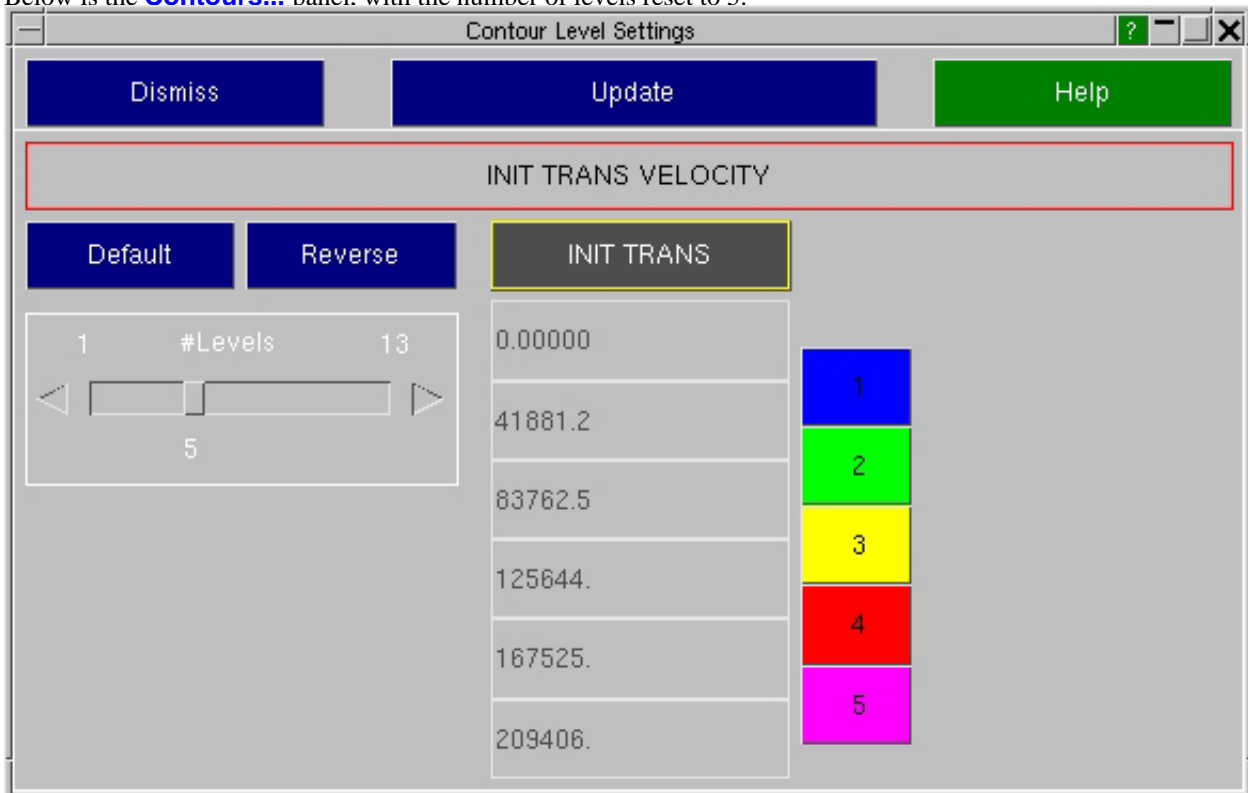 Below is the Contours... panel, with the number of levels reset to 5.
Contour Level Settings ?
Dismiss Update Help
INIT TRANS VELOCITY
Default Reverse INIT TRANS
1 #Levels 13
5
0.00000
41881.2
83762.5
125644.
167525.
209406.
1
2
3
4
5